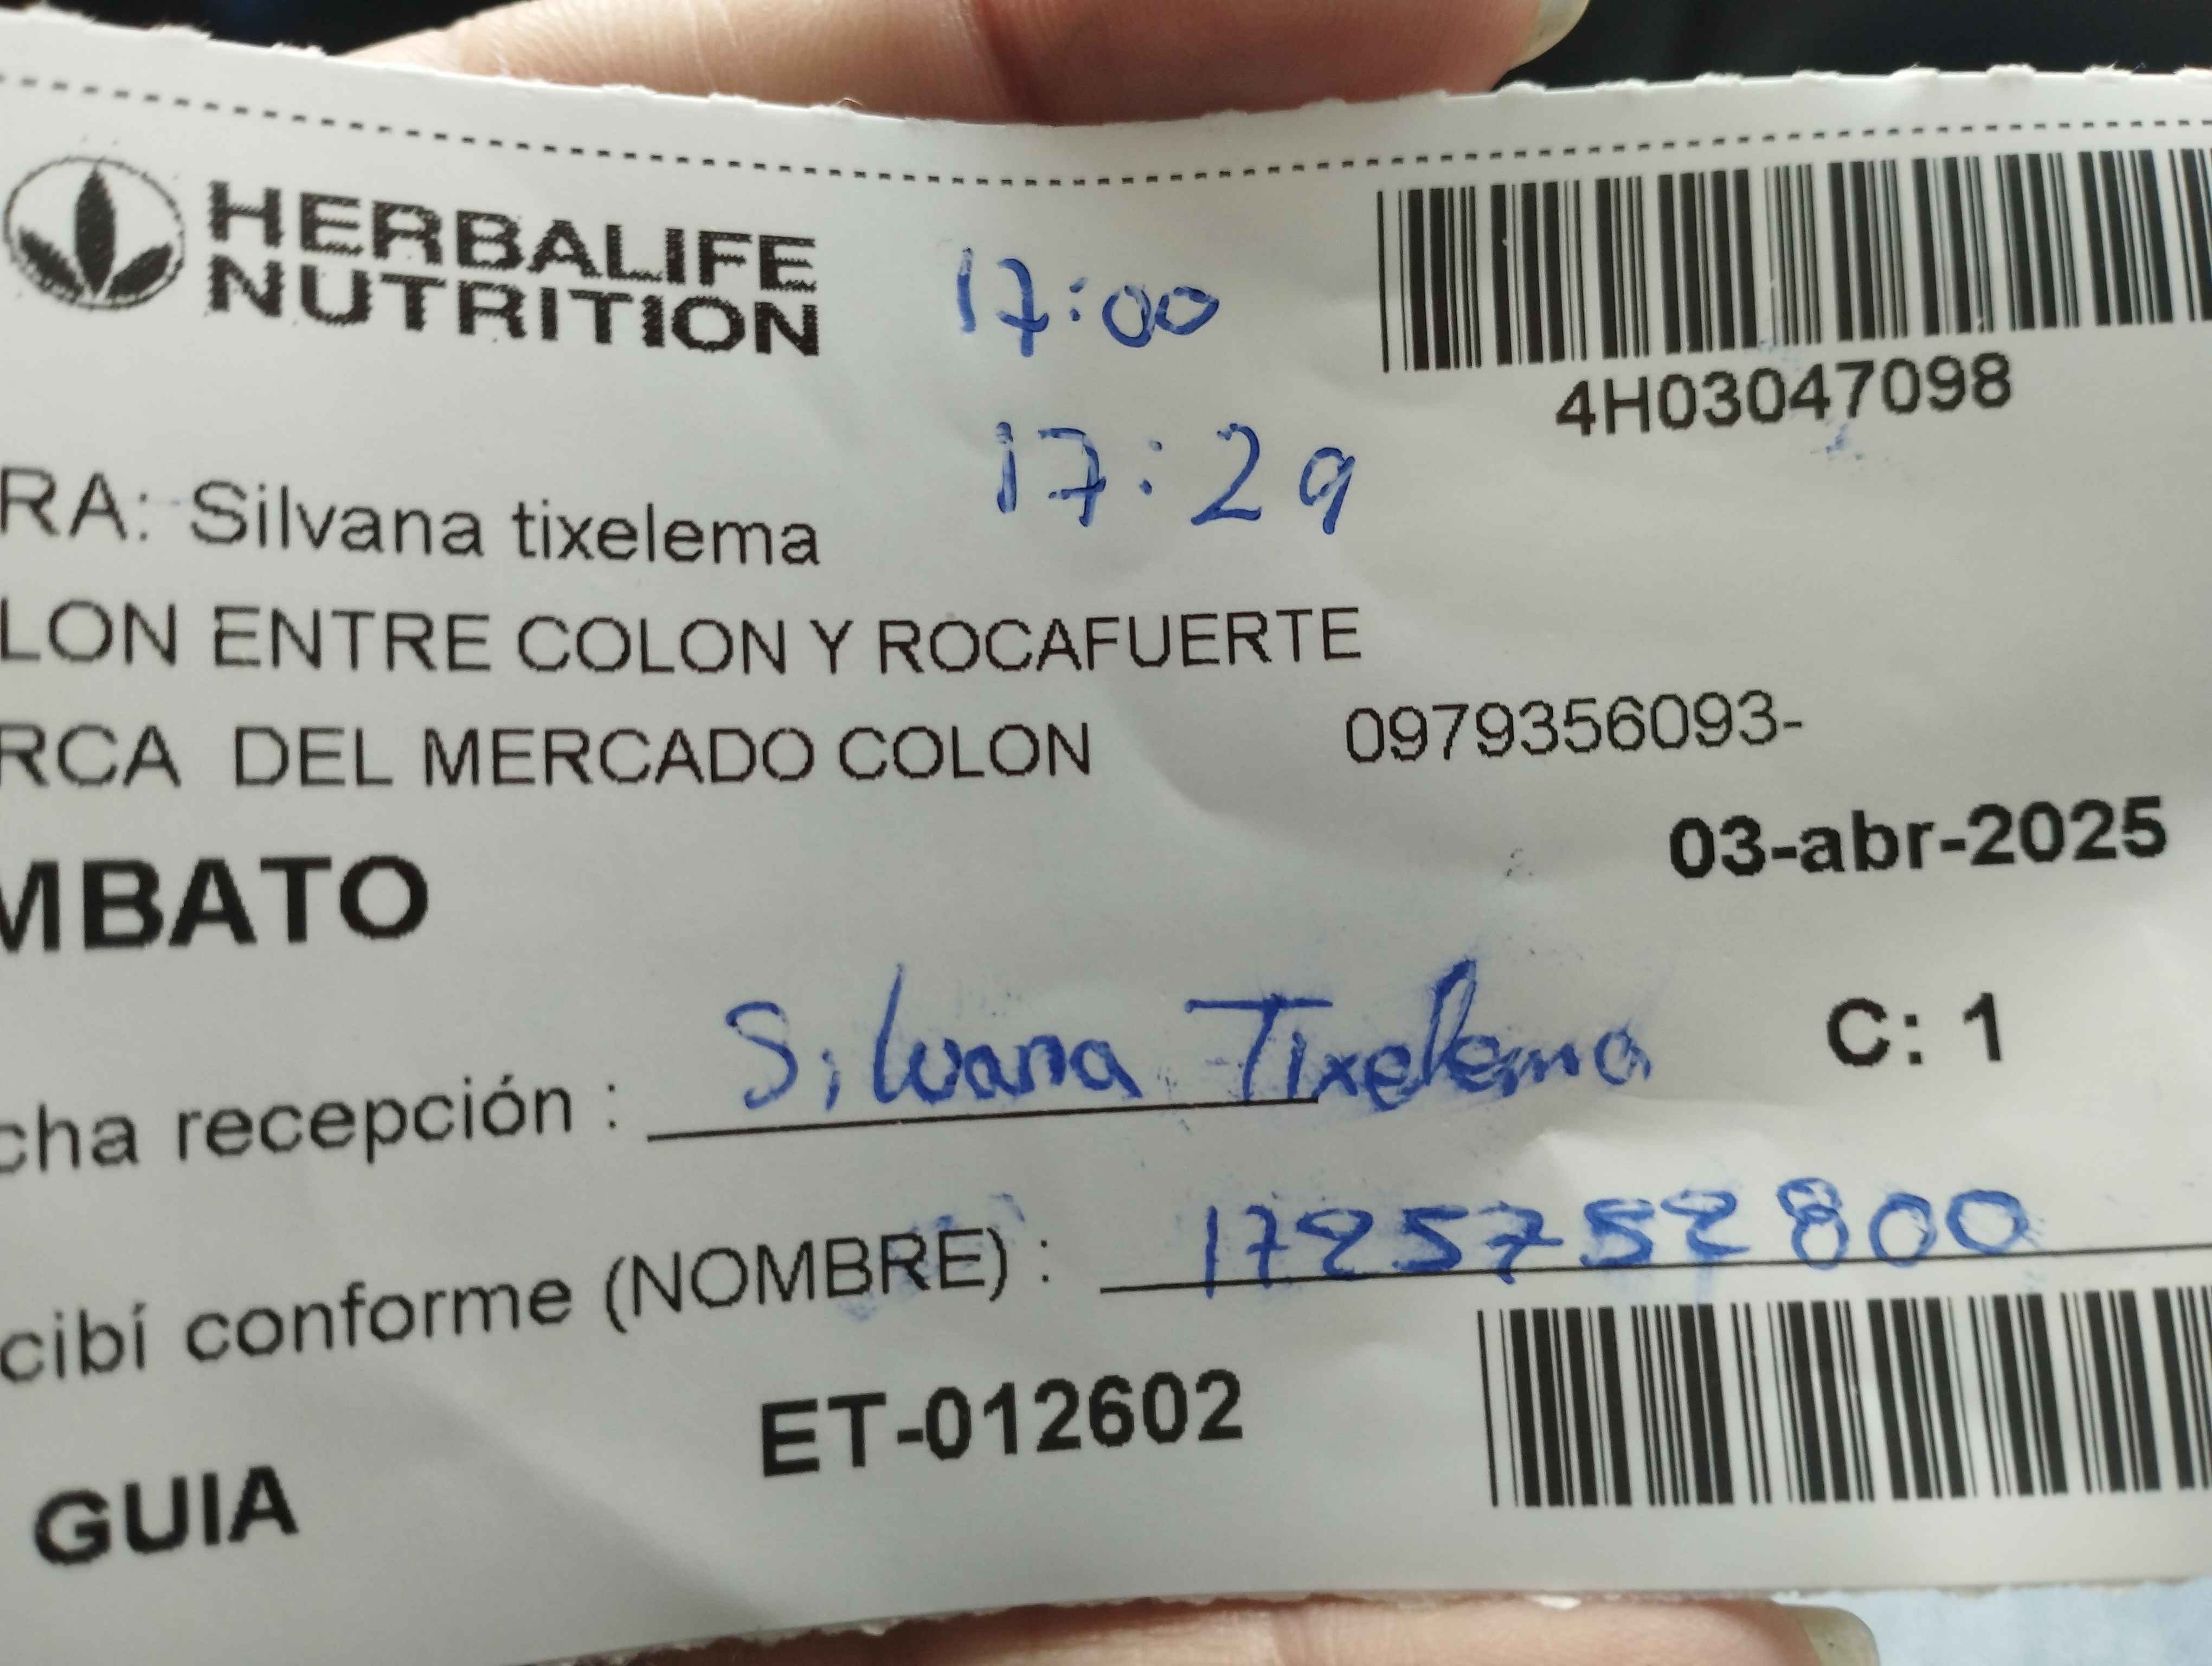 HERBALIFE
NUTRITION
17:00
4H03047098
17:29
RA: Silvana tixelema
LON ENTRE COLON Y ROCAFUERTE
RCA DEL MERCADO COLON 0979356093-
03-abr-2025
MBATO
C: 1
cha recepción : Silvana Tixelema
cibí conforme (NOMBRE) : 1725752800
ET-012602
GUIA